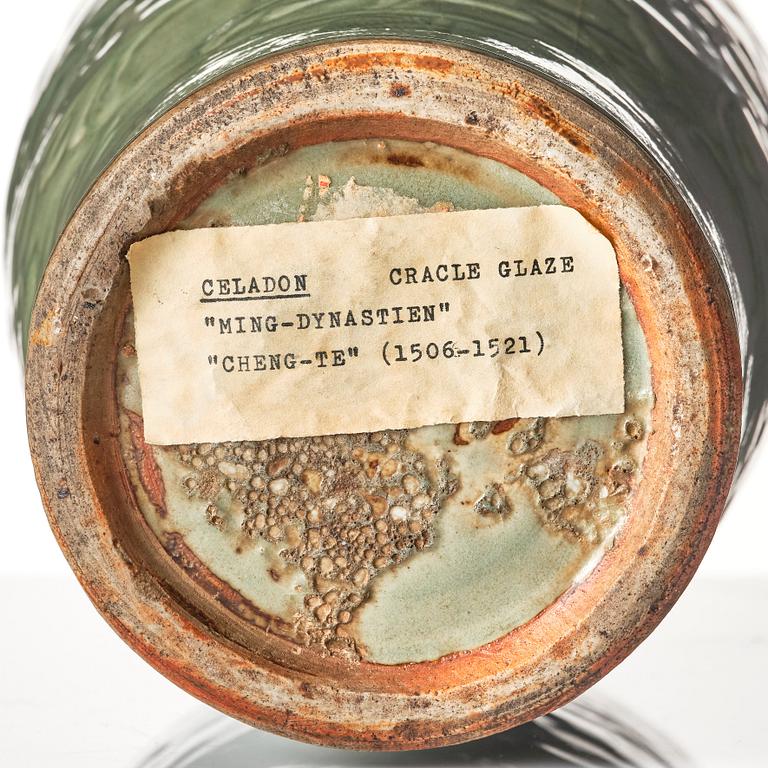 CELADON CRACLE GLAZE
"MING-DYNASTIEN"
"CHENG-TE" (1506-1521)